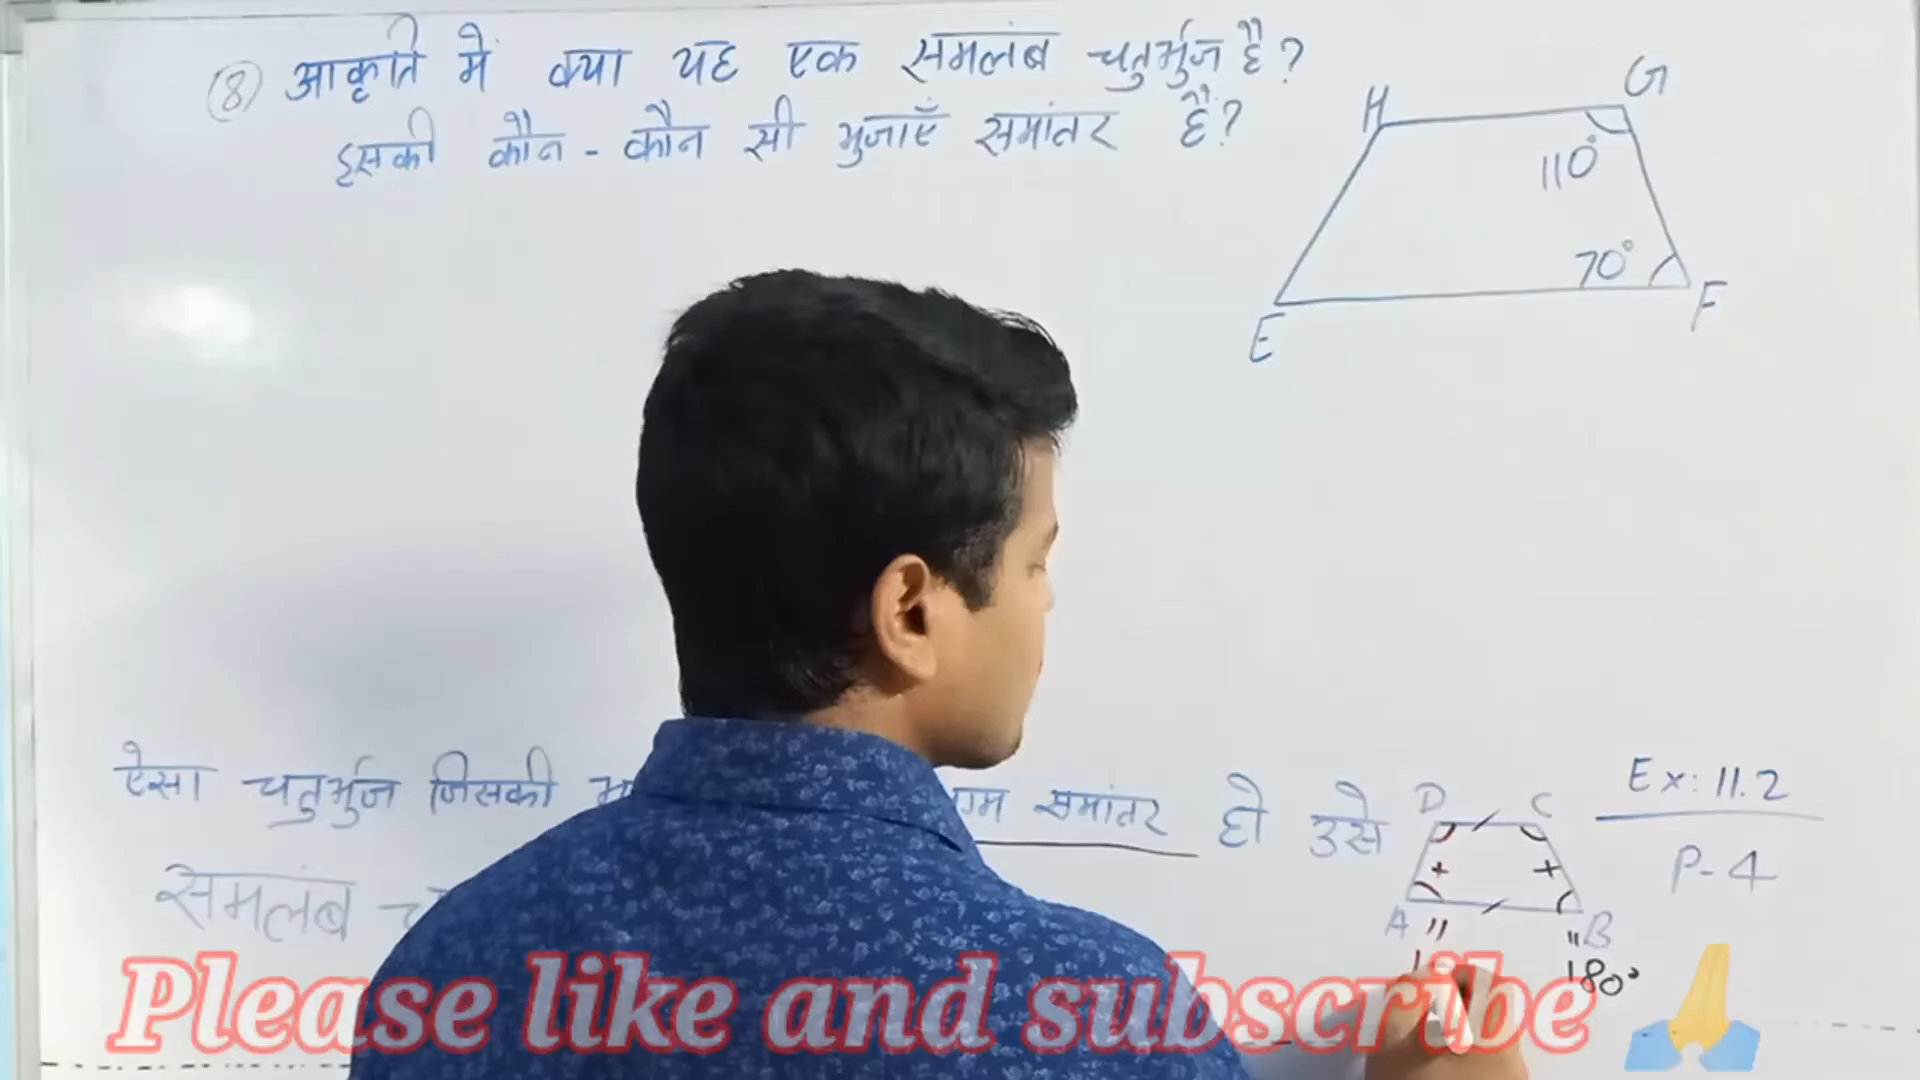 (8) आकृति में क्या यह एक समलंब चतुर्भुज है?
इसकी कौन-कौन सी भुजाएँ समांतर हैं?
H
G
110°
70°
E
F
ऐसा चतुर्भुज जिसकी समांतर हो उसे
D C
Ex: 11.2
P-4
+ +
समलंब
A " " B
180°
Please like and subscribe 🙏